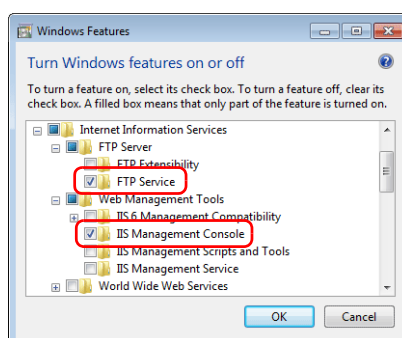 Windows Features
Turn Windows features on or off
To turn a feature on, select its check box. To turn a feature off, clear its
check box. A filled box means that only part of the feature is turned on.
Internet Information Services
FTP Server
FTP Extensibility
FTP Service
Web Management Tools
IIS 6 Management Compatibility
IIS Management Console
IIS Management Scripts and Tools
IIS Management Service
World Wide Web Services
OK
Cancel